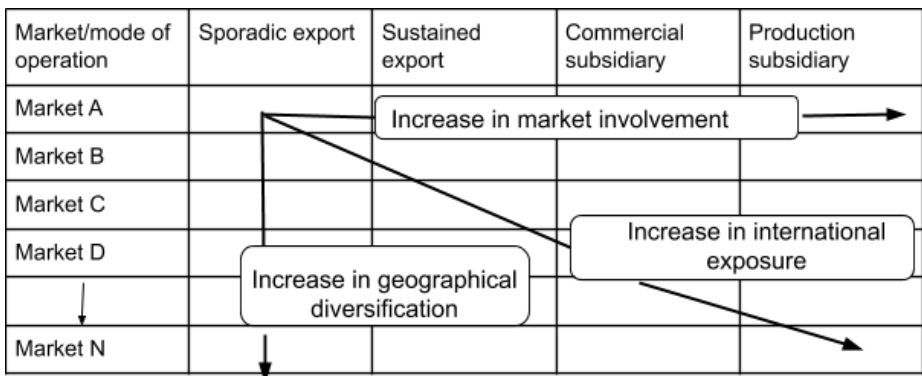 Market/mode of
operation
Sporadic export
Sustained
export
Commercial
subsidiary
Production
subsidiary
Market A
Increase in market involvement
Market B
Market C
Market D
Increase in international
exposure
Increase in geographical
diversification
Market N